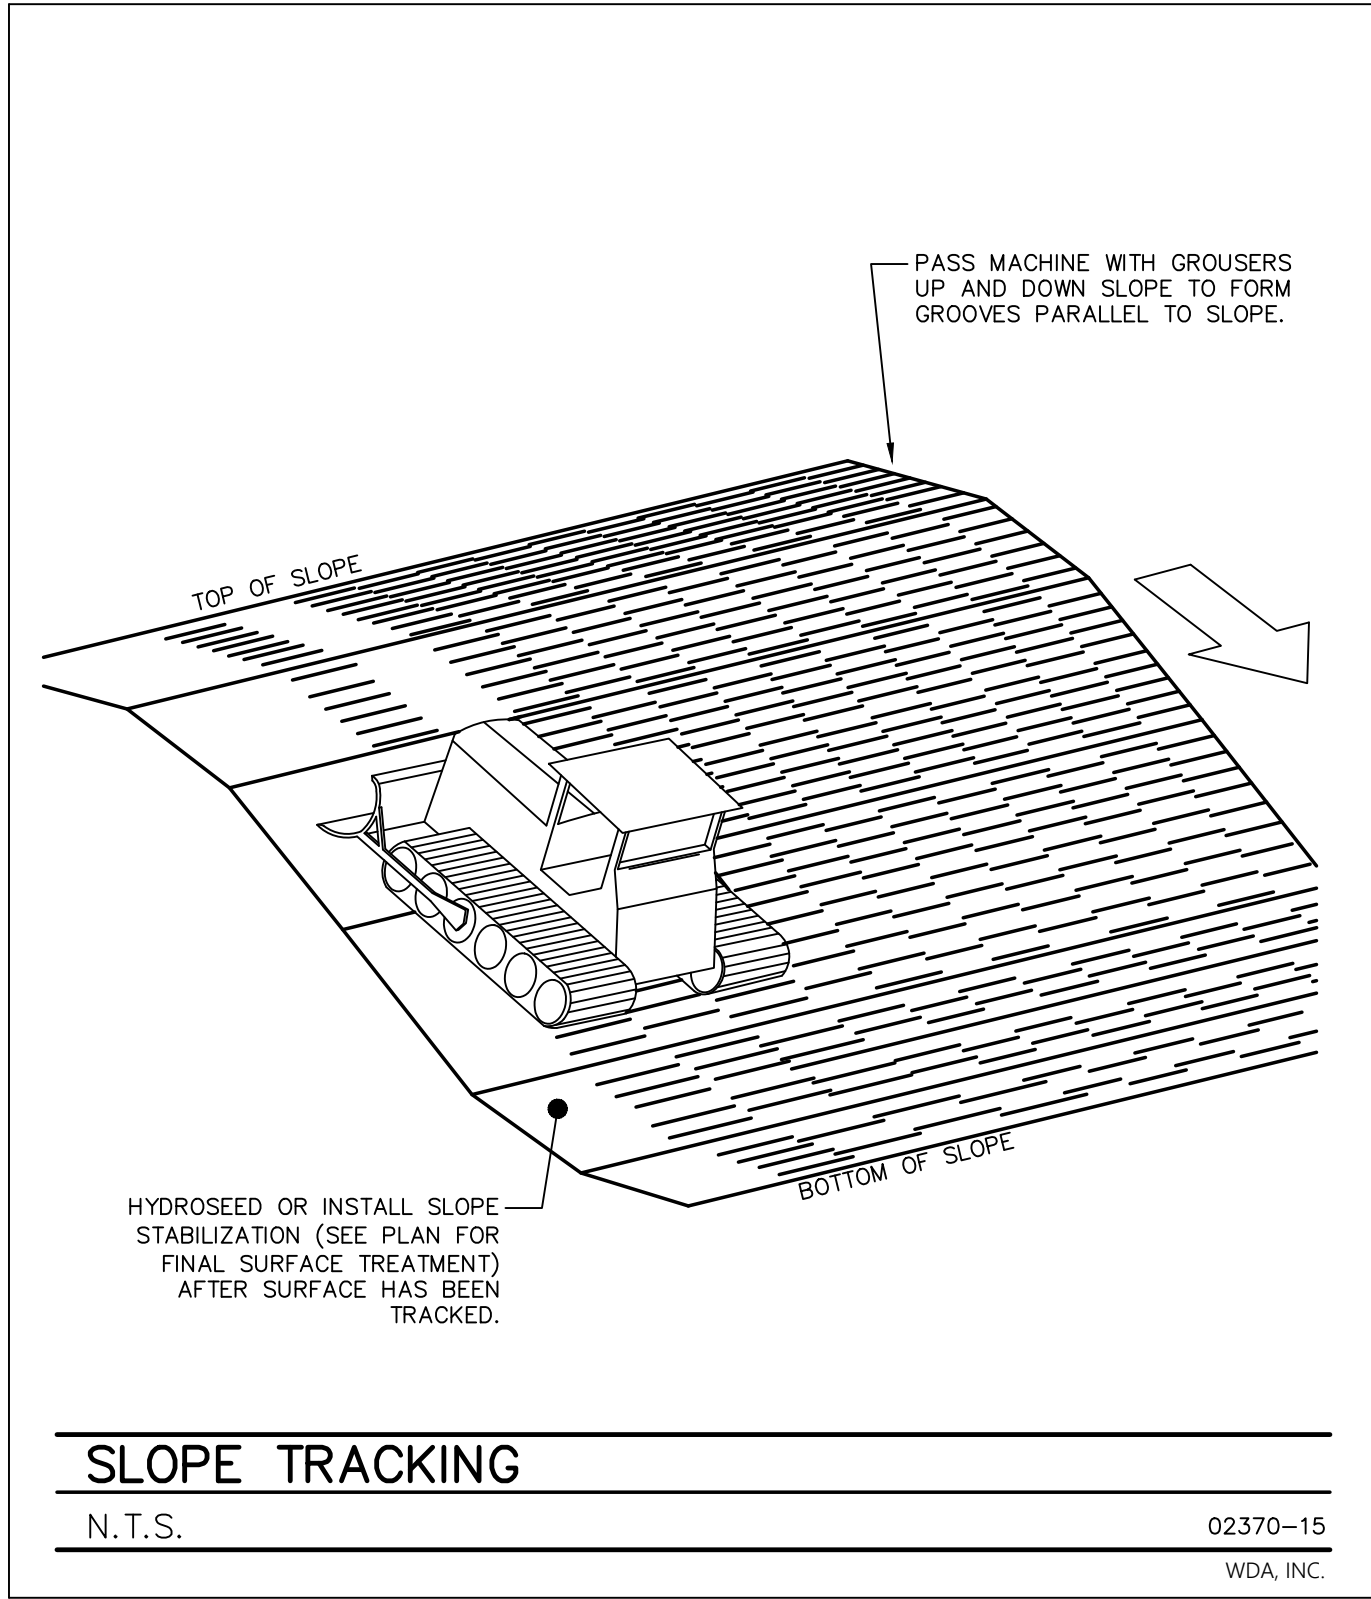 PASS MACHINE WITH GROUSERS
UP AND DOWN SLOPE TO FORM
GROOVES PARALLEL TO SLOPE.
TOP OF SLOPE
BOTTOM OF SLOPE
HYDROSEED OR INSTALL SLOPE
STABILIZATION (SEE PLAN FOR
FINAL SURFACE TREATMENT)
AFTER SURFACE HAS BEEN
TRACKED.
SLOPE TRACKING
N.T.S.
02370-15
WDA, INC.